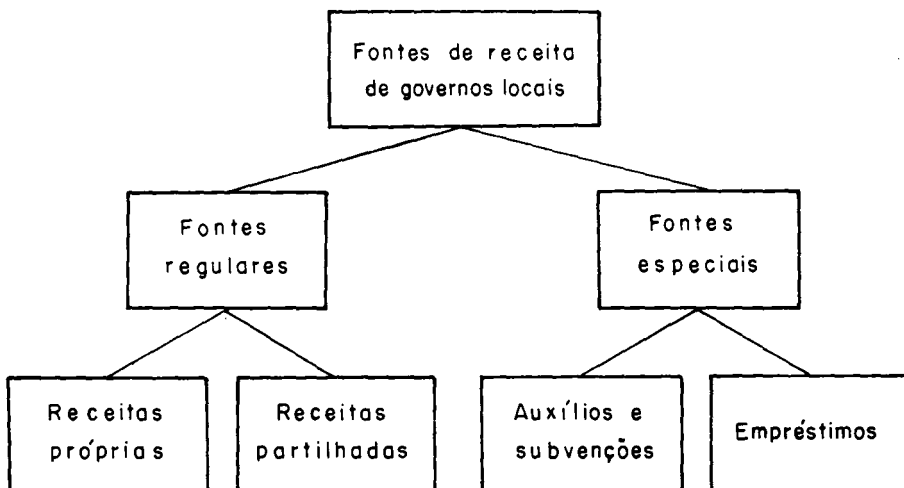 Fontes de receita
de governos locais
Fontes
regulares
Fontes
especiais
Receitas
próprias
Receitas
partilhadas
Auxílios e
subvenções
Empréstimos